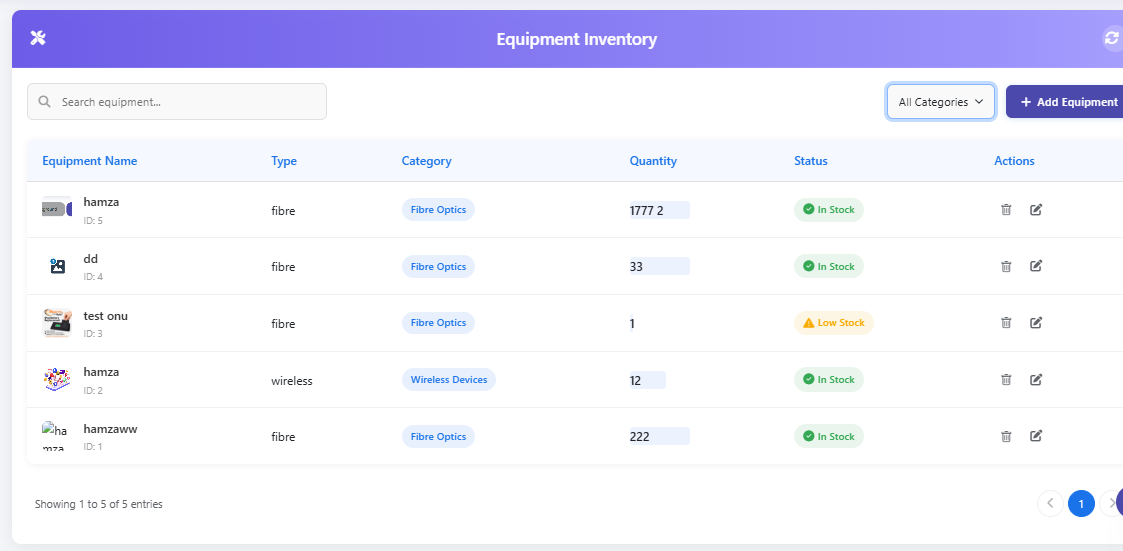 Equipment Inventory
Search equipment...
All Categories
+ Add Equipment
Equipment Name Type Category Quantity Status Actions
hamza
ID: 5
fibre Fibre Optics 1777 2 In Stock
dd
ID: 4
fibre Fibre Optics 33 In Stock
test onu
ID: 3
fibre Fibre Optics 1 Low Stock
hamza
ID: 2
wireless Wireless Devices 12 In Stock
ha
mza
hamzaww
ID: 1
fibre Fibre Optics 222 In Stock
Showing 1 to 5 of 5 entries
1